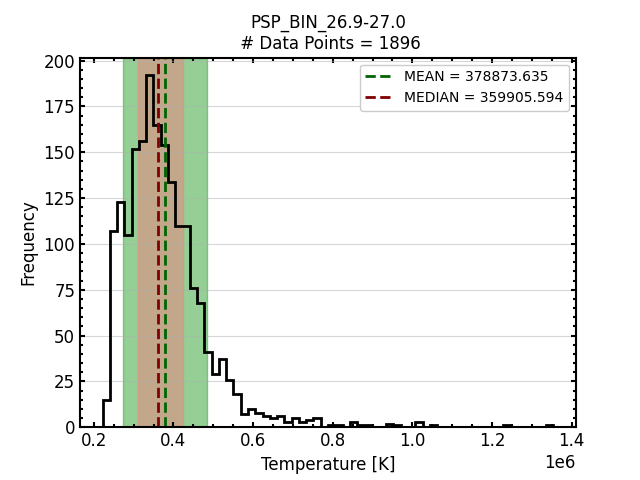 PSP_BIN_26.9-27.0
# Data Points = 1896
MEAN = 378873.635
MEDIAN = 359905.594
200
175
150
125
100
75
50
25
0
Frequency
0.2 0.4 0.6 0.8 1.0 1.2 1.4
1e6
Temperature [K]